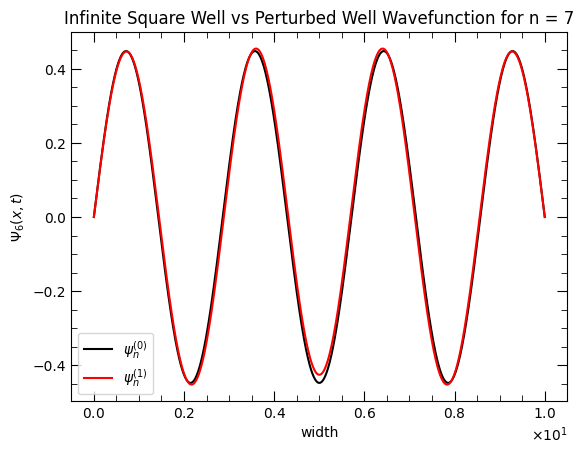 Infinite Square Well vs Perturbed Well Wavefunction for n = 7
0.4
0.2
0.0
−0.2
−0.4
Ψ₆(x, t)
ψₙ⁽⁰⁾
ψₙ⁽¹⁾
0.0 0.2 0.4 0.6 0.8 1.0
width
×10¹